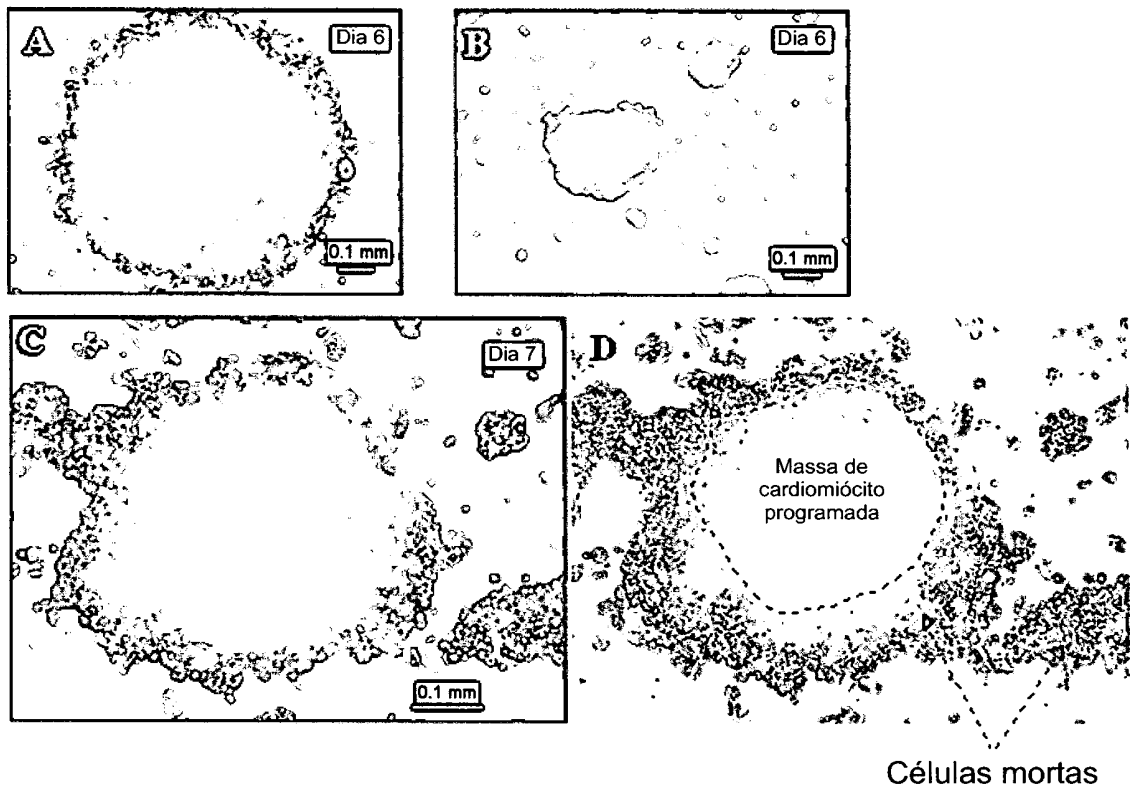 A
Dia 6
0.1 mm
B
Dia 6
0.1 mm
C
Dia 7
0.1 mm
D
Massa de
cardiomiócito
programada
Células mortas